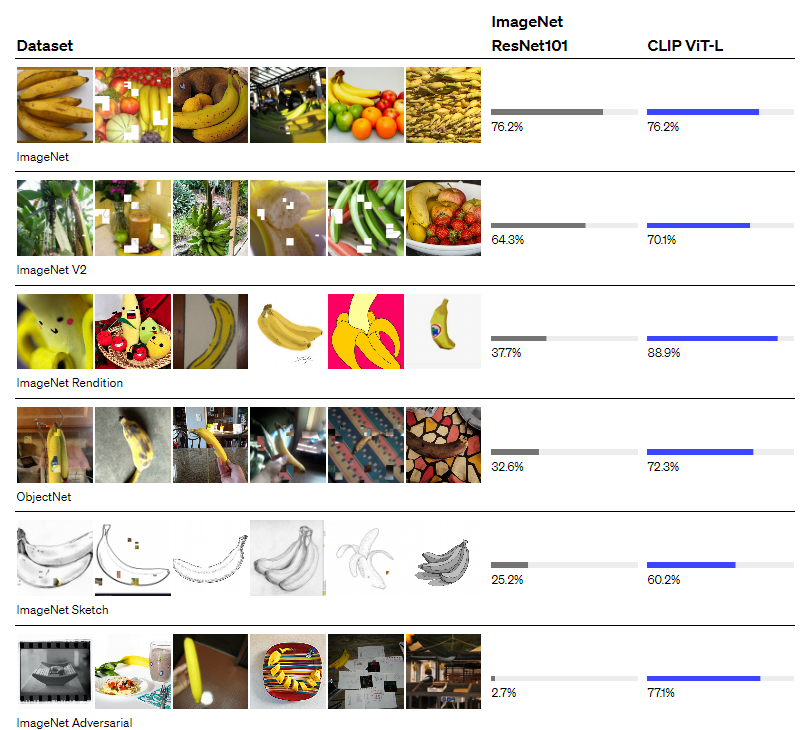 ImageNet
Dataset ResNet101 CLIP ViT-L
76.2% 76.2%
ImageNet
64.3% 70.1%
ImageNet V2
37.7% 88.9%
ImageNet Rendition
32.6% 72.3%
ObjectNet
25.2% 60.2%
ImageNet Sketch
2.7% 77.1%
ImageNet Adversarial